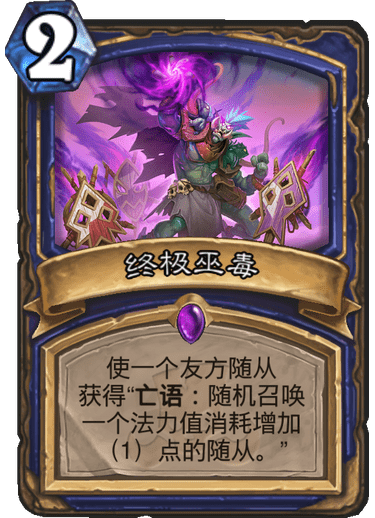 2
终极巫毒
使一个友方随从
获得“亡语：随机召唤
一个法力值消耗增加
（1）点的随从。”